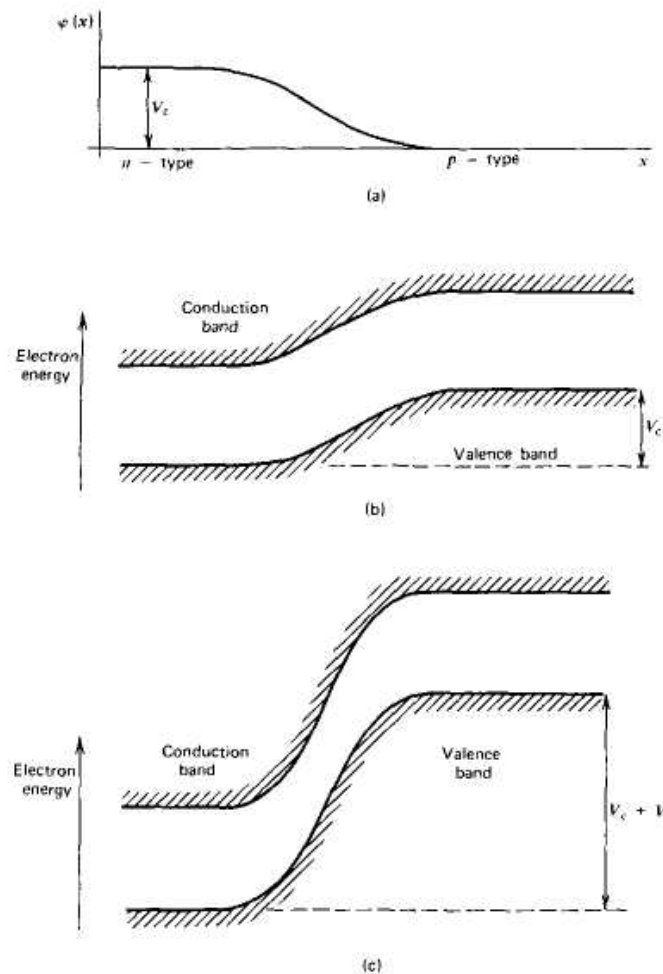 φ(x)
V_c
n - type
p - type
x
(a)
Conduction
band
Electron
energy
V_c
Valence band
(b)
Conduction
band
Valence
band
Electron
energy
V_c + V
(c)